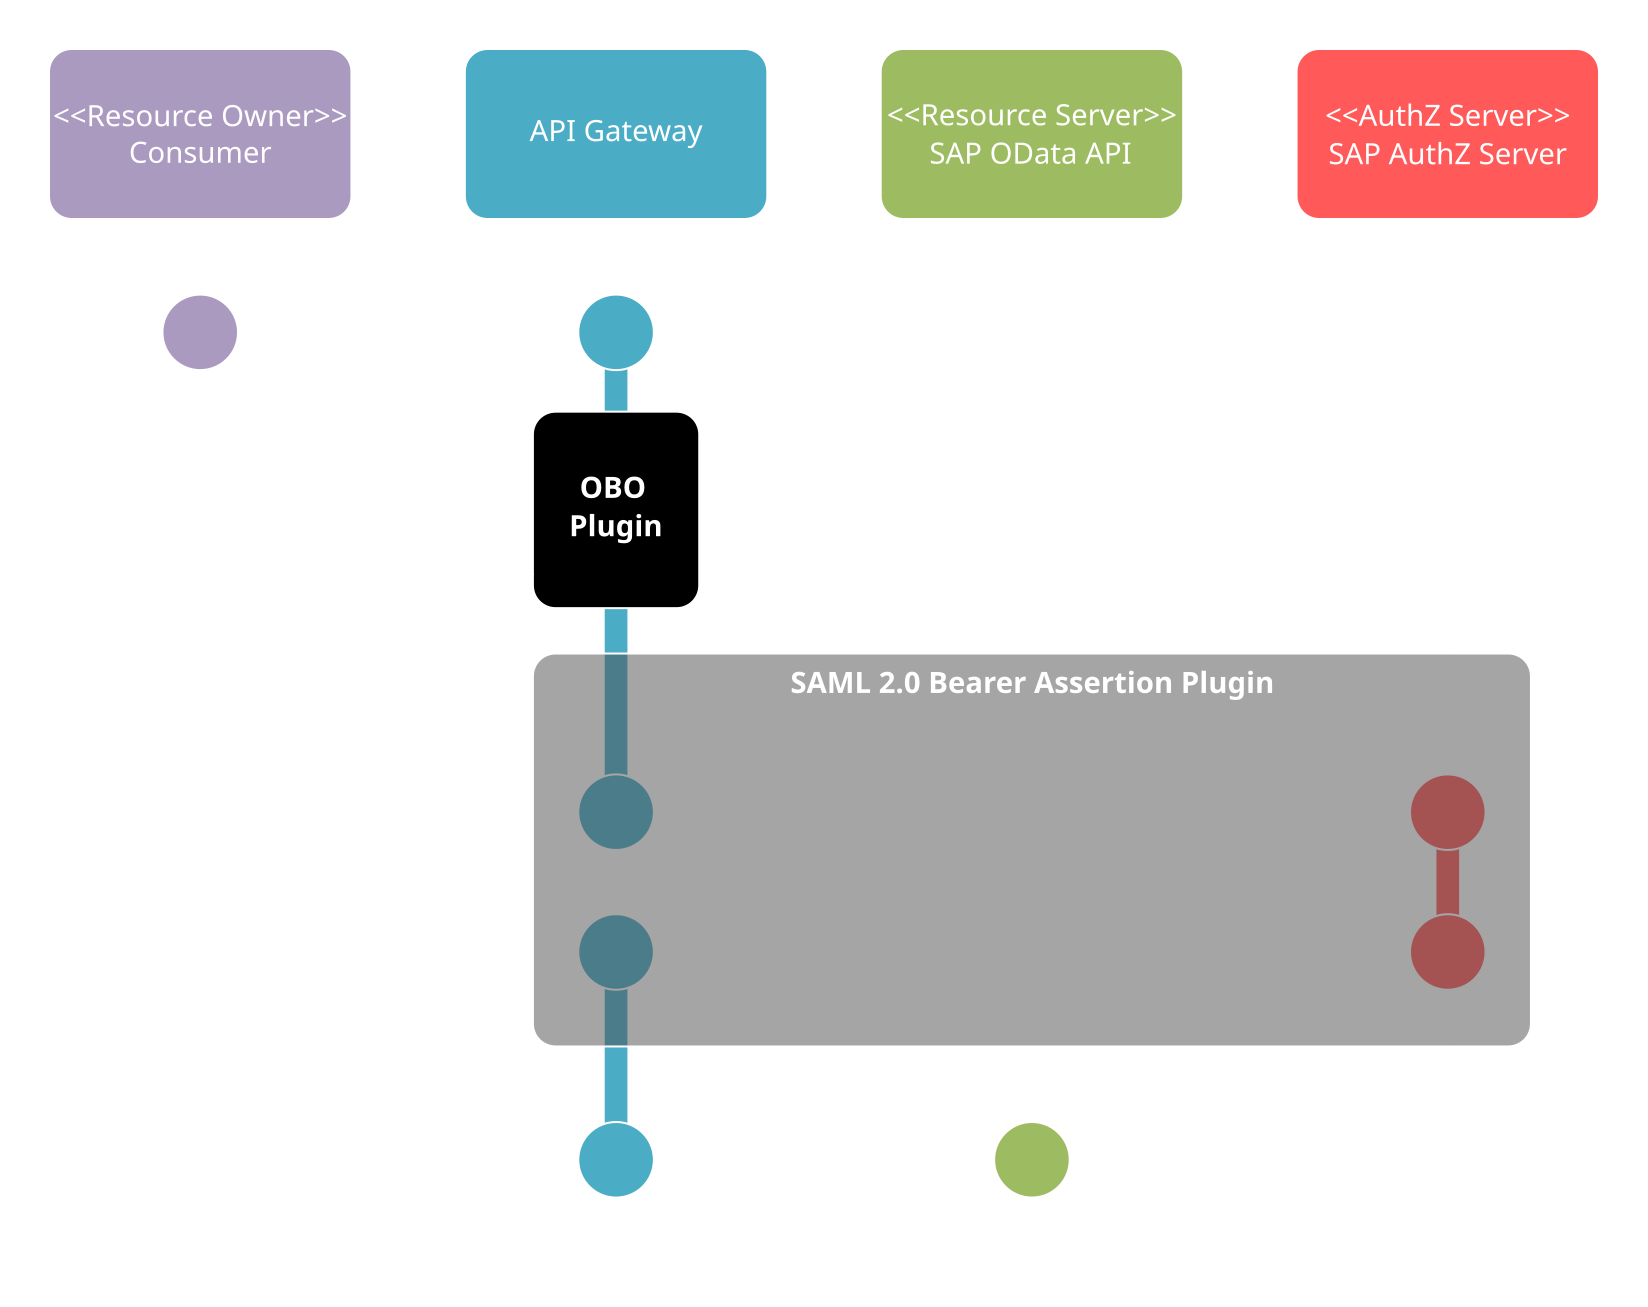 <<Resource Owner>>
Consumer
API Gateway
<<Resource Server>>
SAP OData API
<<AuthZ Server>>
SAP AuthZ Server
OBO
Plugin
SAML 2.0 Bearer Assertion Plugin